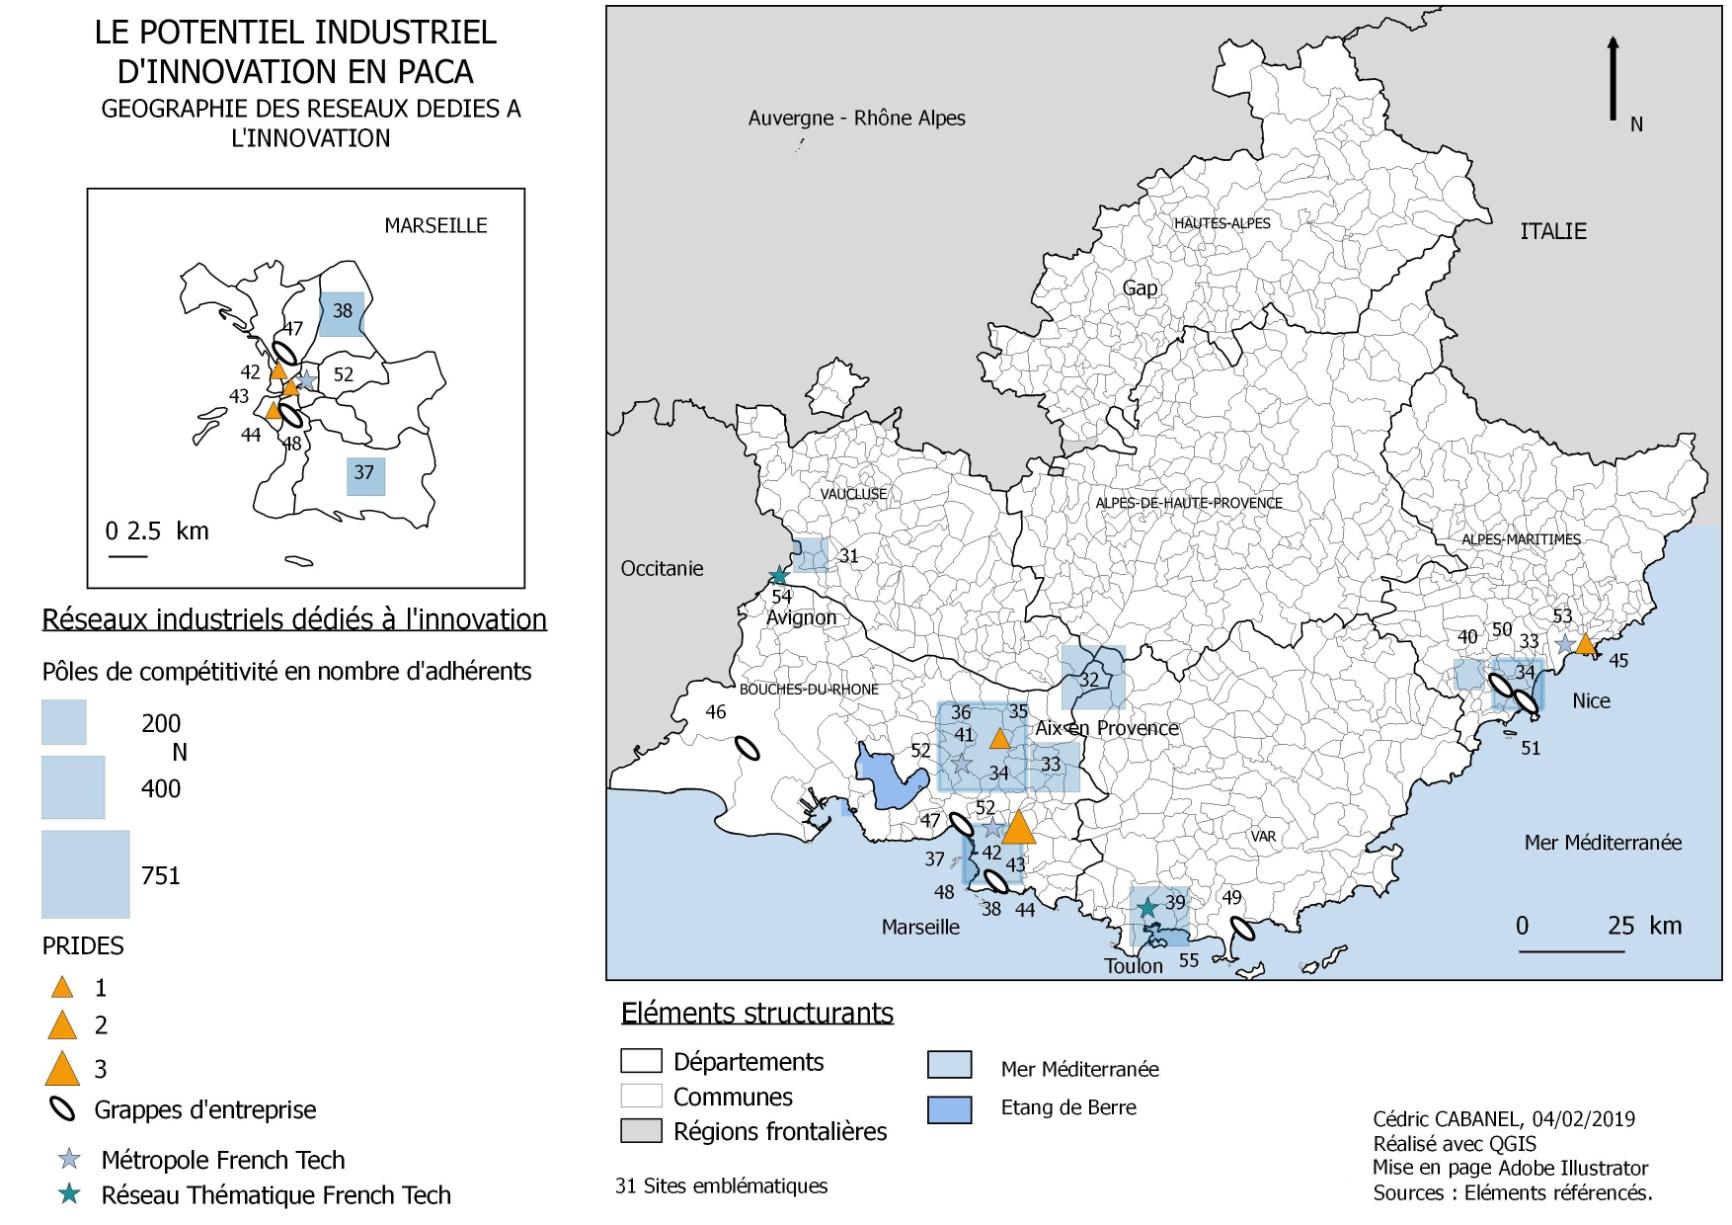 LE POTENTIEL INDUSTRIEL
D'INNOVATION EN PACA
GEOGRAPHIE DES RESEAUX DEDIES A
L'INNOVATION
MARSEILLE
38
47
42
52
43
44
48
37
0 2.5 km
Réseaux industriels dédiés à l'innovation
Pôles de compétitivité en nombre d'adhérents
200
N
400
751
PRIDES
1
2
3
Grappes d'entreprise
Métropole French Tech
Réseau Thématique French Tech
Auvergne - Rhône Alpes
N
HAUTES-ALPES
ITALIE
Gap
VAUCLUSE
ALPES-DE-HAUTE-PROVENCE
ALPES-MARITIMES
Occitanie
31
54
Avignon
53
40
50
33
45
34
32
BOUCHES-DU-RHONE
Nice
46
36
35
Aix en Provence
41
52
51
33
34
52
47
VAR
Mer Méditerranée
42
37
43
48
38
44
39
49
Marseille
0 25 km
Toulon
55
Eléments structurants
Départements
Communes
Régions frontalières
Mer Méditerranée
Etang de Berre
31 Sites emblématiques
Cédric CABANEL, 04/02/2019
Réalisé avec QGIS
Mise en page Adobe Illustrator
Sources : Eléments référencés.